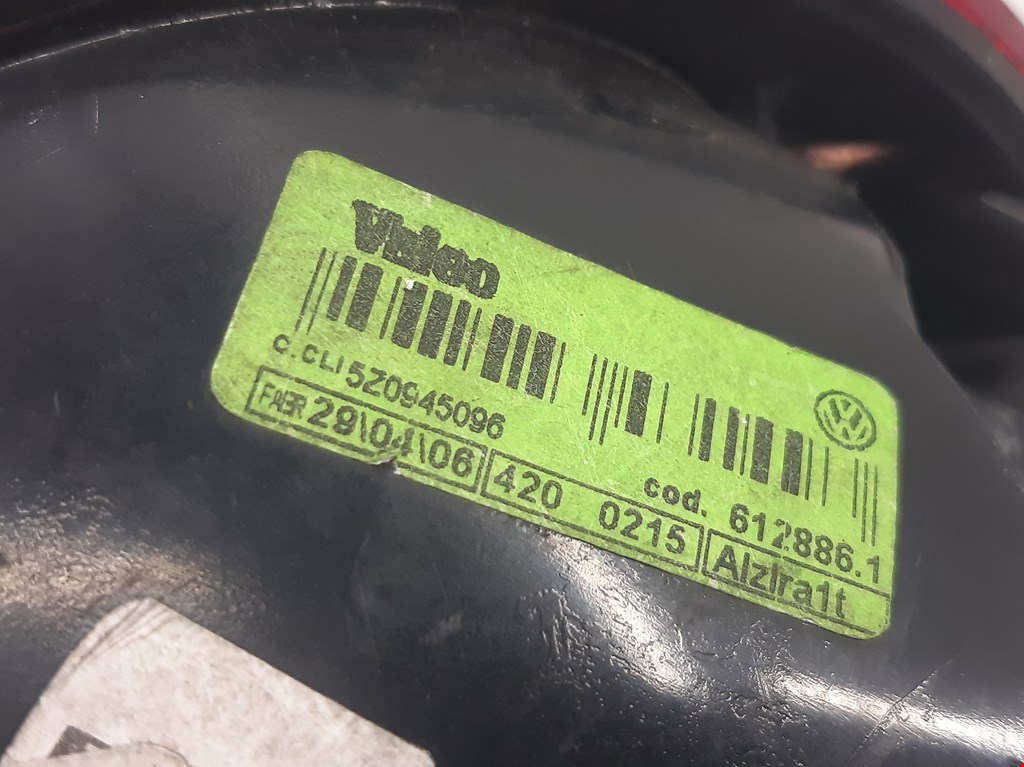 Valeo
C.CLI 5Z0945096
cod. 612886.1
FABR 29\04\06 420 0215 Alzira1t